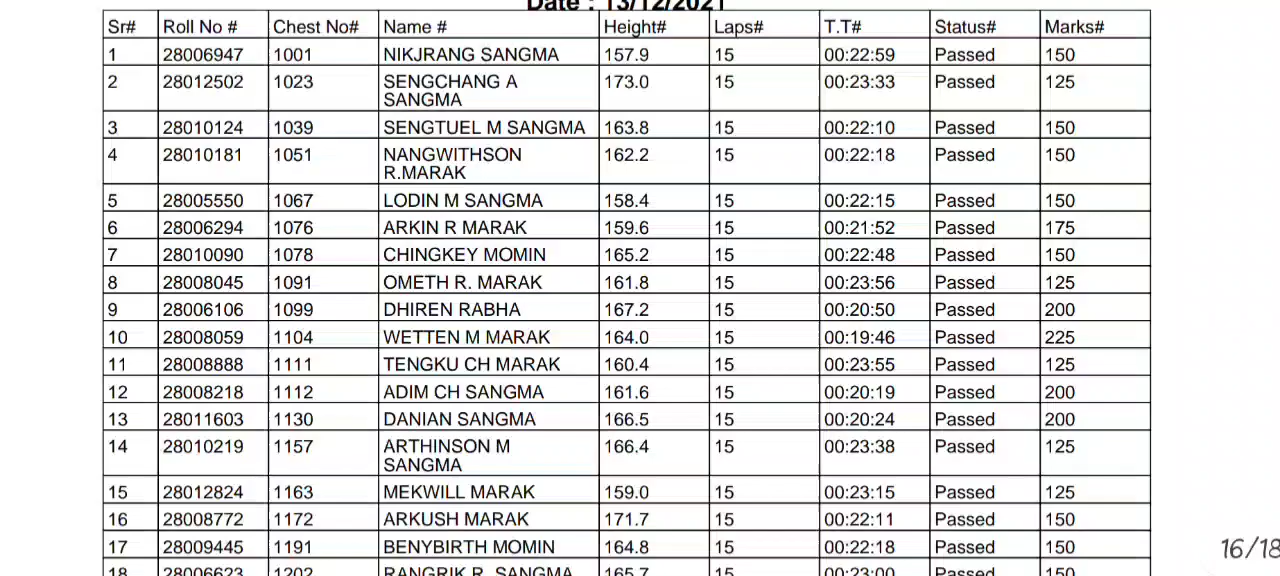 Date : 13/12/2021
Sr# Roll No # Chest No# Name # Height# Laps# T.T# Status# Marks#
1 28006947 1001 NIKJRANG SANGMA 157.9 15 00:22:59 Passed 150
2 28012502 1023 SENGCHANG A 173.0 15 00:23:33 Passed 125
SANGMA
3 28010124 1039 SENGTUEL M SANGMA 163.8 15 00:22:10 Passed 150
4 28010181 1051 NANGWITHSON 162.2 15 00:22:18 Passed 150
R.MARAK
5 28005550 1067 LODIN M SANGMA 158.4 15 00:22:15 Passed 150
6 28006294 1076 ARKIN R MARAK 159.6 15 00:21:52 Passed 175
7 28010090 1078 CHINGKEY MOMIN 165.2 15 00:22:48 Passed 150
8 28008045 1091 OMETH R. MARAK 161.8 15 00:23:56 Passed 125
9 28006106 1099 DHIREN RABHA 167.2 15 00:20:50 Passed 200
10 28008059 1104 WETTEN M MARAK 164.0 15 00:19:46 Passed 225
11 28008888 1111 TENGKU CH MARAK 160.4 15 00:23:55 Passed 125
12 28008218 1112 ADIM CH SANGMA 161.6 15 00:20:19 Passed 200
13 28011603 1130 DANIAN SANGMA 166.5 15 00:20:24 Passed 200
14 28010219 1157 ARTHINSON M 166.4 15 00:23:38 Passed 125
SANGMA
15 28012824 1163 MEKWILL MARAK 159.0 15 00:23:15 Passed 125
16 28008772 1172 ARKUSH MARAK 171.7 15 00:22:11 Passed 150
17 28009445 1191 BENYBIRTH MOMIN 164.8 15 00:22:18 Passed 150
16/18
18 28006623 1202 RANGRIK R. SANGMA 165.7 15 00:23:00 Passed 150